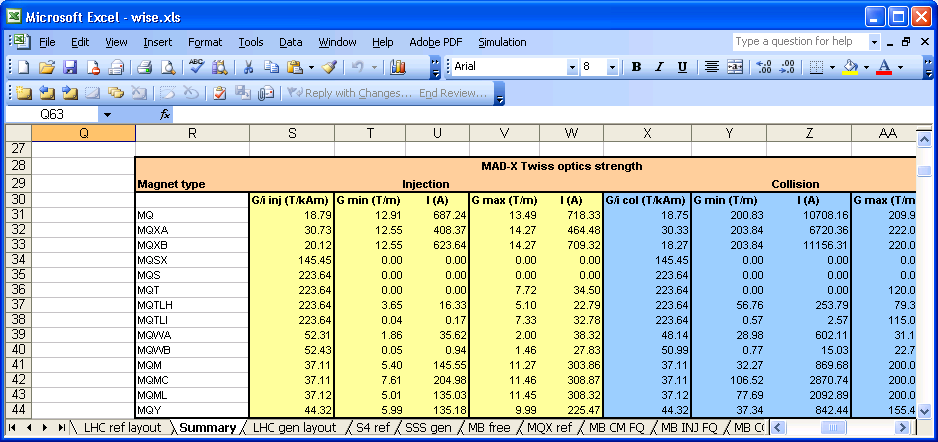 Microsoft Excel - wise.xls
File Edit View Insert Format Tools Data Window Help Adobe PDF Simulation Type a question for help
Arial 8 B I U
Reply with Changes... End Review...
Q63 fx
Q R S T U V W X Y Z AA
27
28 MAD-X Twiss optics strength
29 Magnet type Injection Collision
30 G/i inj (T/kAm) G min (T/m) I (A) G max (T/m) I (A) G/i col (T/kAm) G min (T/m) I (A) G max (T/m
31 MQ 18.79 12.91 687.24 13.49 718.33 18.75 200.83 10708.16 209.9
32 MQXA 30.73 12.55 408.37 14.27 464.48 30.33 203.84 6720.36 222.0
33 MQXB 20.12 12.55 623.64 14.27 709.32 18.27 203.84 11156.31 220.0
34 MQSX 145.45 0.00 0.00 0.00 0.00 145.45 0.00 0.00 0.0
35 MQS 223.64 0.00 0.00 0.00 0.00 223.64 0.00 0.00 0.0
36 MQT 223.64 0.00 0.00 7.72 34.50 223.64 0.00 0.00 120.0
37 MQTLH 223.64 3.65 16.33 5.10 22.79 223.64 56.76 253.79 79.3
38 MQTLI 223.64 0.04 0.17 7.33 32.78 223.64 0.57 2.57 115.0
39 MQWA 52.31 1.86 35.62 2.00 38.32 48.14 28.98 602.11 31.1
40 MQWB 52.43 0.05 0.94 1.46 27.83 50.99 0.77 15.03 22.7
41 MQM 37.11 5.40 145.55 11.27 303.86 37.11 32.27 869.68 200.0
42 MQMC 37.11 7.61 204.98 11.46 308.87 37.11 106.52 2870.74 200.0
43 MQML 37.12 5.01 135.03 11.45 308.32 37.12 77.69 2092.89 200.0
44 MQY 44.32 5.99 135.18 9.99 225.47 44.32 37.34 842.44 155.4
LHC ref layout Summary LHC gen layout S4 ref SSS gen MB free MQX ref MB CM FQ MB INJ FQ MB CO